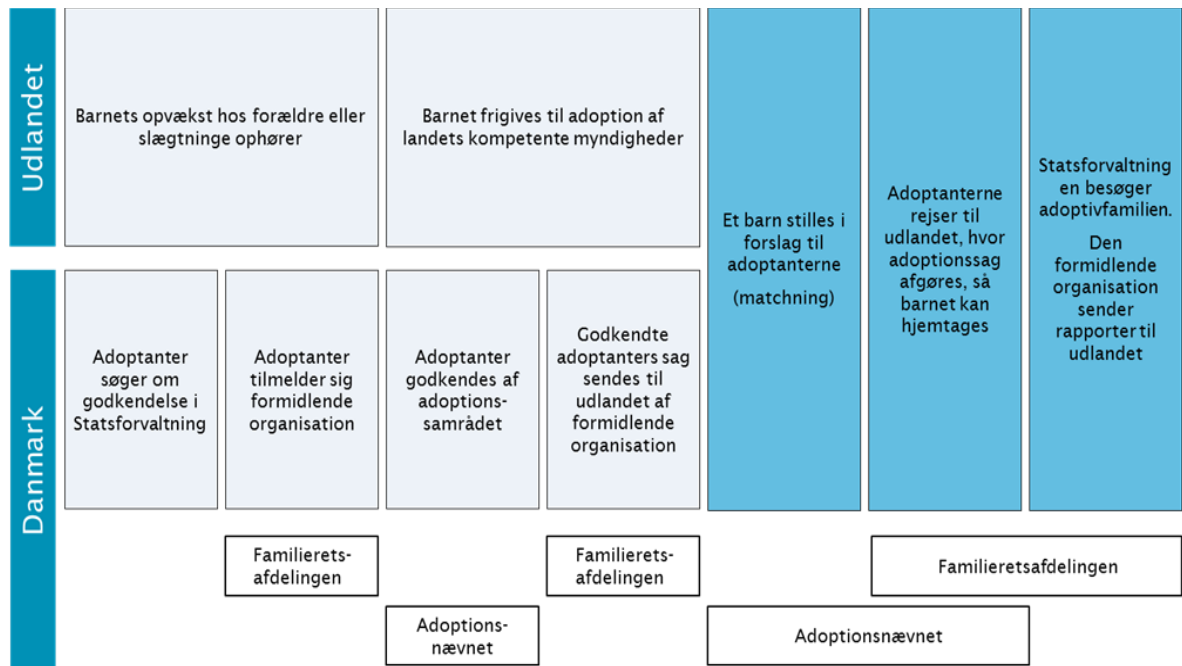 Udlandet
Barnets opvækst hos forældre eller
slægtninge ophører
Barnet frigives til adoption af
landets kompetente myndigheder
Et barn stilles i
forslag til
adoptanterne
(matchning)
Adoptanterne
rejser til
udlandet, hvor
adoptionssag
afgøres, så
barnet kan
hjemtages
Statsforvaltning
en besøger
adoptivfamilien.
Den
formidlende
organisation
sender
rapporter til
udlandet
Danmark
Adoptanter
søger om
godkendelse i
Statsforvaltning
Adoptanter
tilmelder sig
formidlende
organisation
Adoptanter
godkendes af
adoptions-
samrådet
Godkendte
adoptanters sag
sendes til
udlandet af
formidlende
organisation
Familierets-
afdelingen
Familierets-
afdelingen
Familieretsafdelingen
Adoptions-
nævnet
Adoptionsnævnet